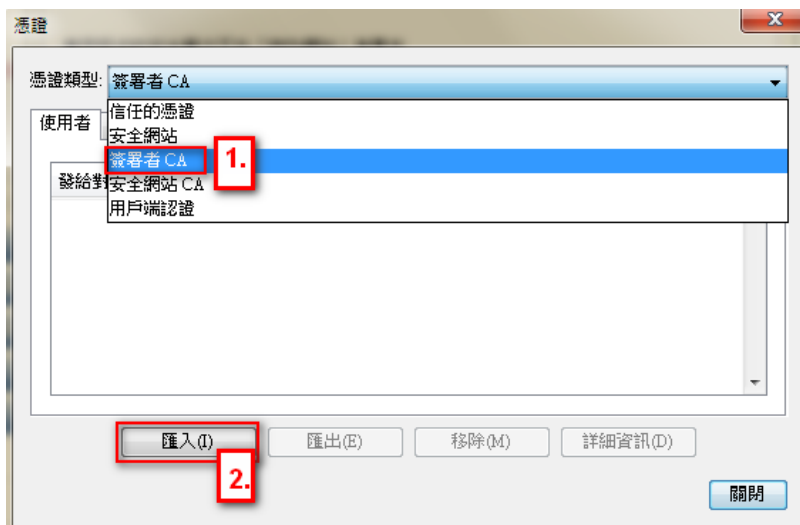 憑證
憑證類型: 簽署者 CA
信任的憑證
使用者
安全網站
簽署者 CA 1.
發給對
安全網站 CA
用戶端認證
匯入(I) 匯出(E) 移除(M) 詳細資訊(D)
2.
關閉